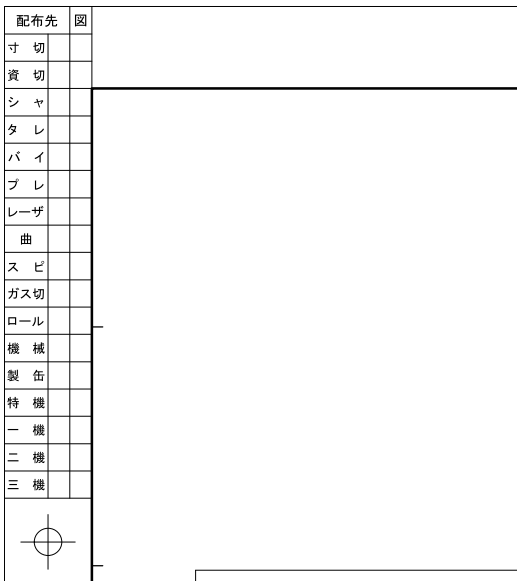 配布先 図
寸 切
資 切
シ ャ
タ レ
バ イ
プ レ
レーザ
曲
ス ピ
ガス切
ロール
機 械
製 缶
特 機
一 機
二 機
三 機